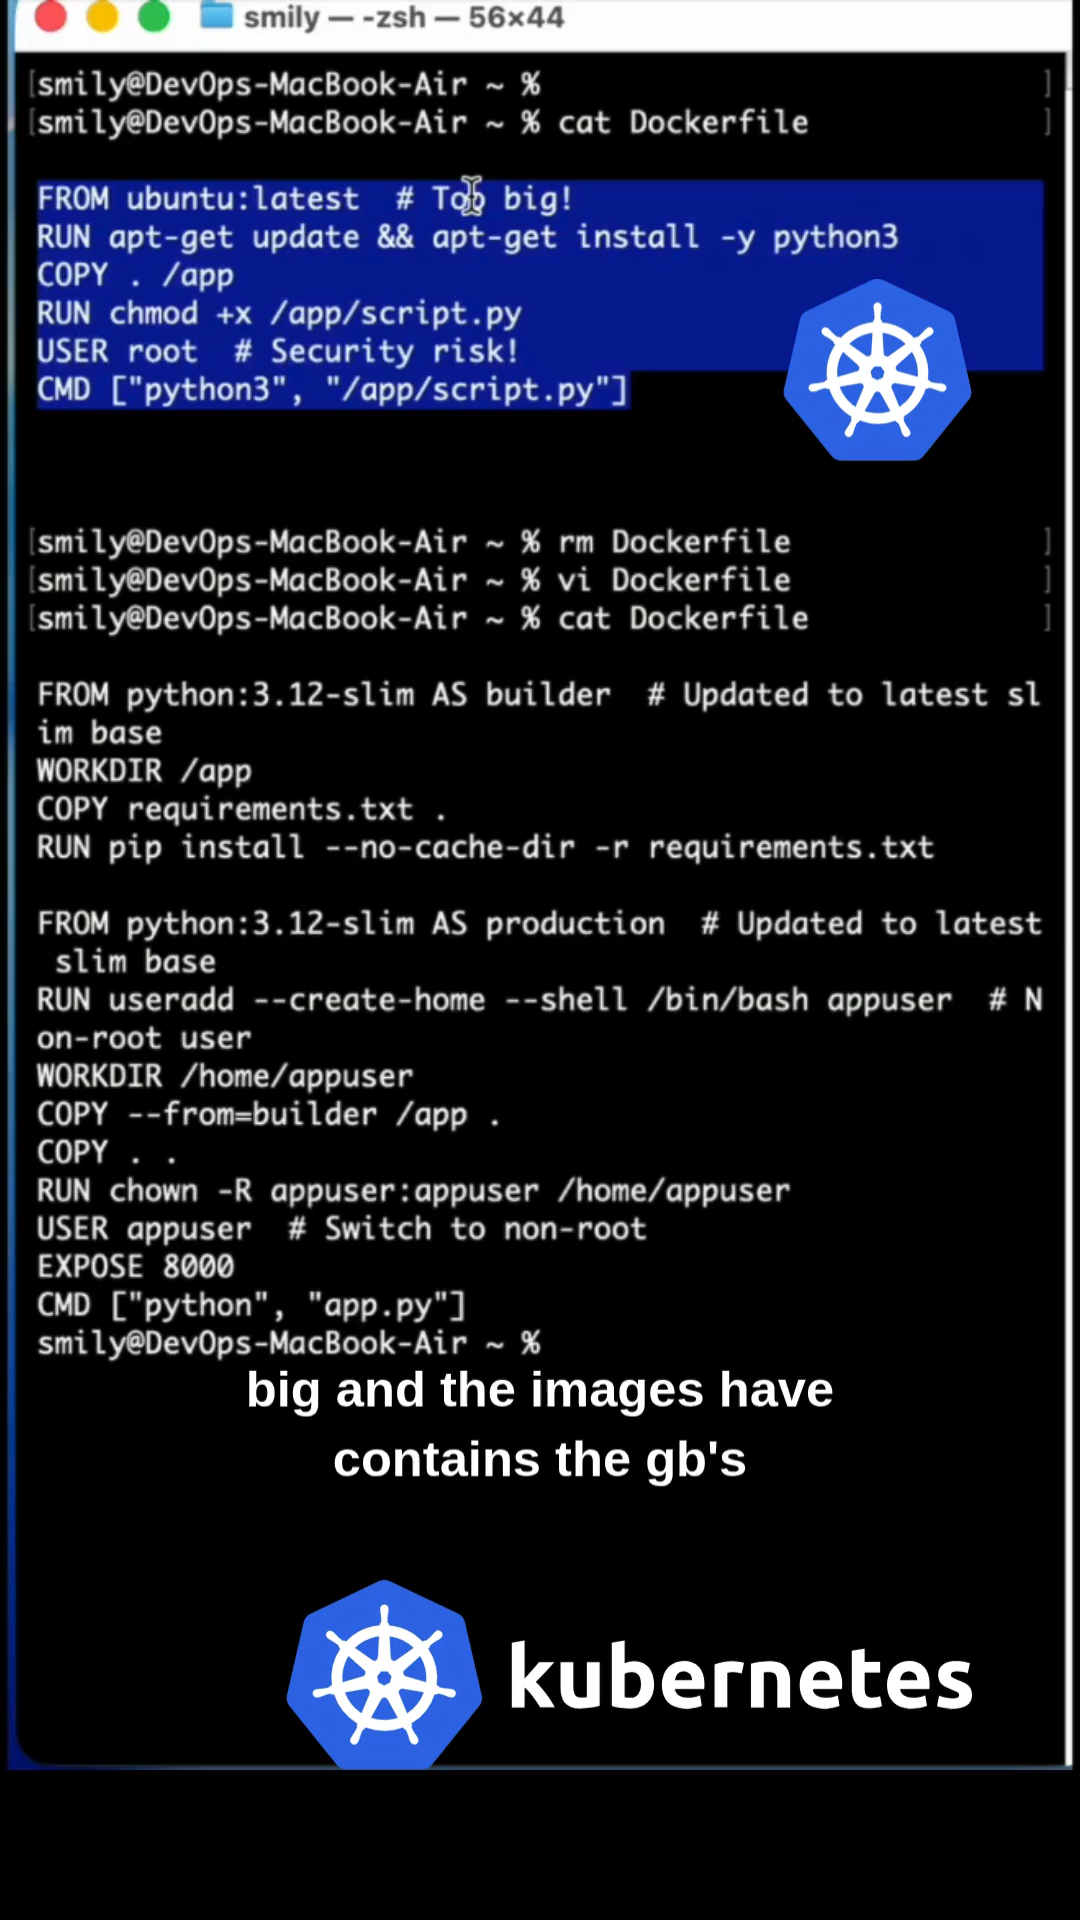 smily — -zsh — 56×44
[smily@DevOps-MacBook-Air ~ % ]
[smily@DevOps-MacBook-Air ~ % cat Dockerfile ]
FROM ubuntu:latest  # Too big!
RUN apt-get update && apt-get install -y python3
COPY . /app
RUN chmod +x /app/script.py
USER root  # Security risk!
CMD ["python3", "/app/script.py"]
[smily@DevOps-MacBook-Air ~ % rm Dockerfile ]
[smily@DevOps-MacBook-Air ~ % vi Dockerfile ]
[smily@DevOps-MacBook-Air ~ % cat Dockerfile ]
FROM python:3.12-slim AS builder  # Updated to latest sl
im base
WORKDIR /app
COPY requirements.txt .
RUN pip install --no-cache-dir -r requirements.txt
FROM python:3.12-slim AS production  # Updated to latest
 slim base
RUN useradd --create-home --shell /bin/bash appuser  # N
on-root user
WORKDIR /home/appuser
COPY --from=builder /app .
COPY . .
RUN chown -R appuser:appuser /home/appuser
USER appuser  # Switch to non-root
EXPOSE 8000
CMD ["python", "app.py"]
smily@DevOps-MacBook-Air ~ %
big and the images have
contains the gb's
kubernetes